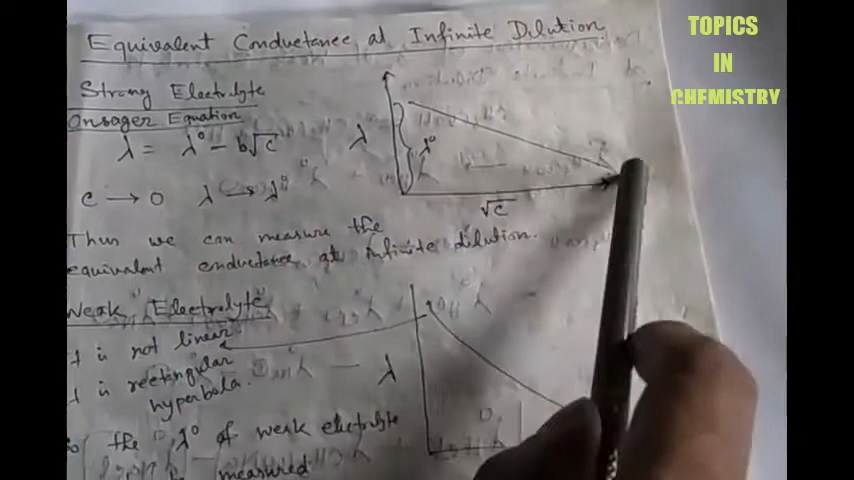 Equivalent Conductance at Infinite Dilution
TOPICS
IN
CHEMISTRY
Strong Electrolyte
Onsager Equation
λ = λ° - b√c
c → 0 λ → λ°
λ
λ°
√c
Thus we can measure the
equivalent conductance at infinite dilution.
Weak Electrolyte
is not linear
is rectangular
hyperbola.
λ
the λ° of weak electrolyte
measured